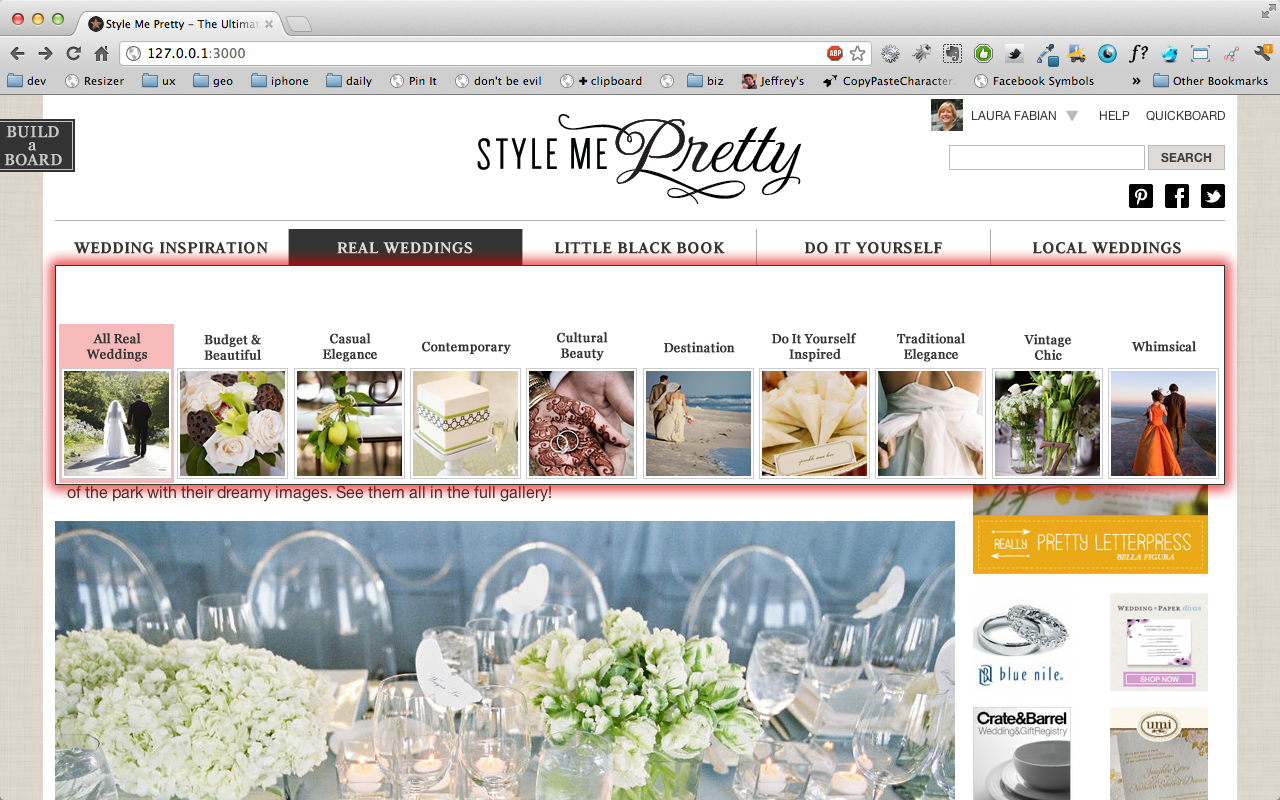 Style Me Pretty – The Ultimat
127.0.0.1:3000
ABP
f?
dev
Resizer
ux
geo
iphone
daily
Pin It
don't be evil
+ clipboard
biz
Jeffrey's
CopyPasteCharacter.
Facebook Symbols
»
Other Bookmarks
BUILD
a
BOARD
STYLE ME Pretty
LAURA FABIAN
HELP
QUICKBOARD
SEARCH
WEDDING INSPIRATION
REAL WEDDINGS
LITTLE BLACK BOOK
DO IT YOURSELF
LOCAL WEDDINGS
All Real
Weddings
Budget &
Beautiful
Casual
Elegance
Contemporary
Cultural
Beauty
Destination
Do It Yourself
Inspired
Traditional
Elegance
Vintage
Chic
Whimsical
of the park with their dreamy images. See them all in the full gallery!
REALLY PRETTY LETTERPRESS
BELLA FIGURA
blue nile.
WEDDING PAPER divas
SHOP NOW
Crate&Barrel
Wedding&GiftRegistry
umi